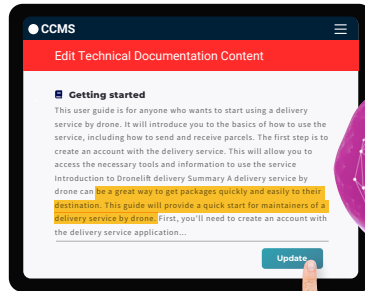 CCMS
Edit Technical Documentation Content
Getting started
This user guide is for anyone who wants to start using a delivery
service by drone. It will introduce you to the basics of how to use the
service, including how to send and receive parcels. The first step is to
create an account with the delivery service. This will allow you to
access the necessary tools and information to use the service
Introduction to Dronelift delivery Summary A delivery service by
drone can be a great way to get packages quickly and easily to their
destination. This guide will provide a quick start for maintainers of a
delivery service by drone. First, you'll need to create an account with
the delivery service application...
Update